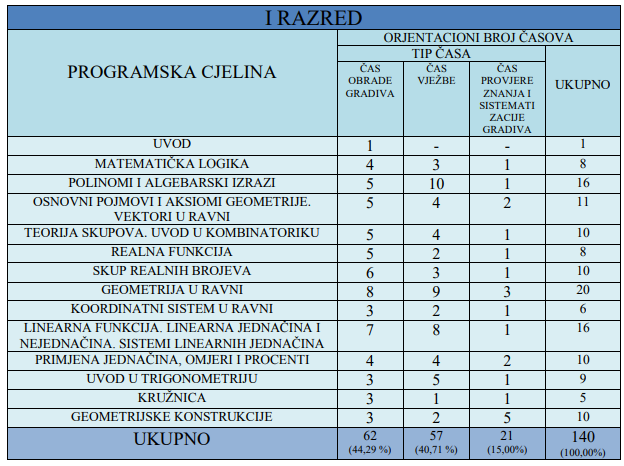 I RAZRED
PROGRAMSKA CJELINA
ORJENTACIONI BROJ ČASOVA
TIP ČASA
UKUPNO
ČAS
OBRADE
GRADIVA
ČAS
VJEŽBE
ČAS
PROVJERE
ZNANJA I
SISTEMATI
ZACIJE
GRADIVA
UVOD 1 - - 1
MATEMATIČKA LOGIKA 4 3 1 8
POLINOMI I ALGEBARSKI IZRAZI 5 10 1 16
OSNOVNI POJMOVI I AKSIOMI GEOMETRIJE.
VEKTORI U RAVNI 5 4 2 11
TEORIJA SKUPOVA. UVOD U KOMBINATORIKU 5 4 1 10
REALNA FUNKCIJA 5 2 1 8
SKUP REALNIH BROJEVA 6 3 1 10
GEOMETRIJA U RAVNI 8 9 3 20
KOORDINATNI SISTEM U RAVNI 3 2 1 6
LINEARNA FUNKCIJA. LINEARNA JEDNAČINA I
NEJEDNAČINA. SISTEMI LINEARNIH JEDNAČINA 7 8 1 16
PRIMJENA JEDNAČINA, OMJERI I PROCENTI 4 4 2 10
UVOD U TRIGONOMETRIJU 3 5 1 9
KRUŽNICA 3 1 1 5
GEOMETRIJSKE KONSTRUKCIJE 3 2 5 10
UKUPNO 62 57 21 140
(44,29 %) (40,71 %) (15,00%) (100,00%)